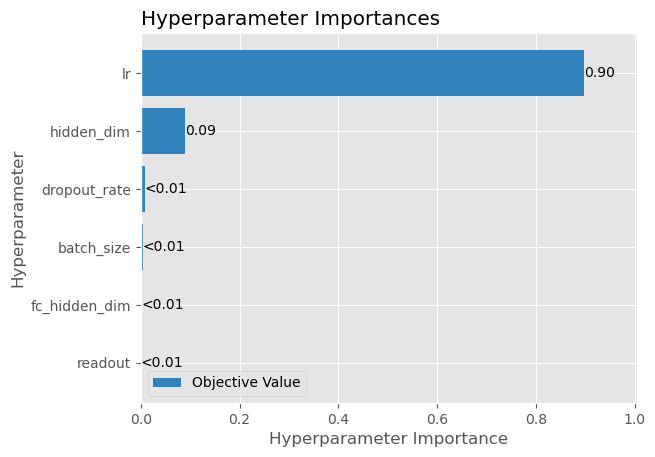 Hyperparameter Importances
Hyperparameter
lr
0.90
hidden_dim
0.09
dropout_rate
<0.01
batch_size
<0.01
fc_hidden_dim
<0.01
readout
<0.01
Objective Value
0.0 0.2 0.4 0.6 0.8 1.0
Hyperparameter Importance